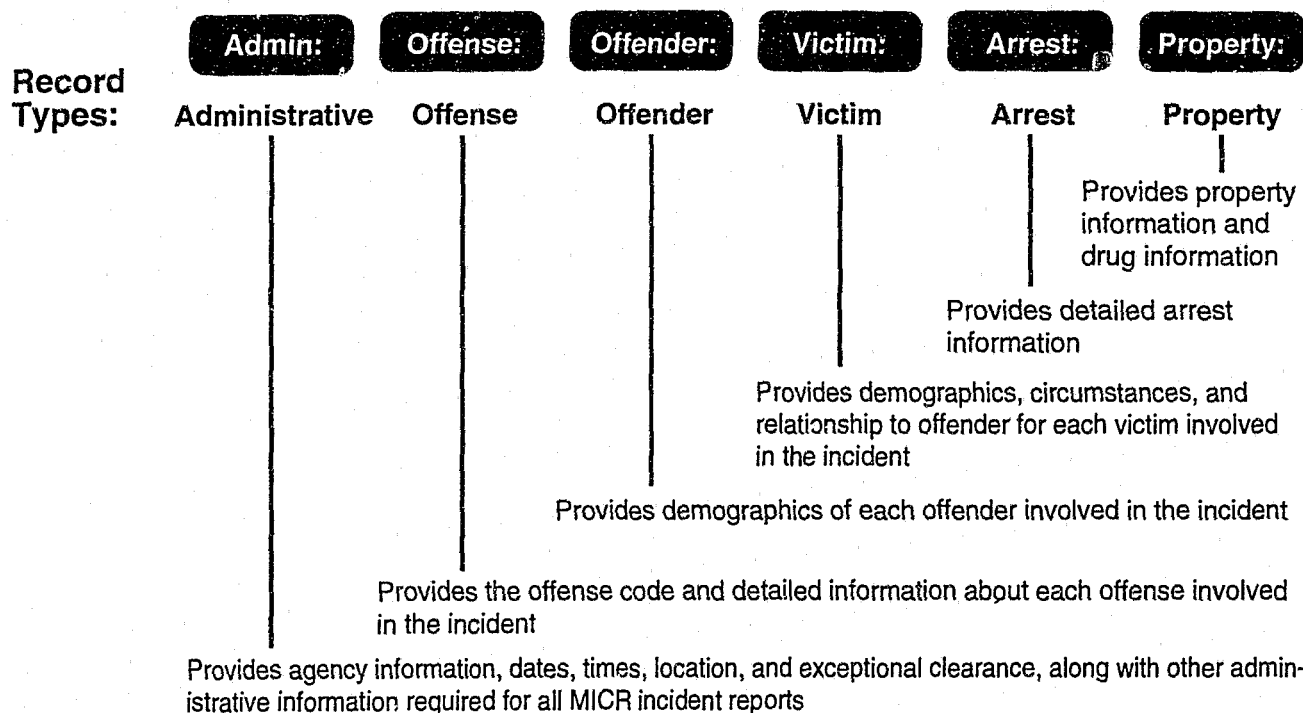 Admin: Offense: Offender: Victim: Arrest: Property:
Record
Types: Administrative Offense Offender Victim Arrest Property
Provides property
information and
drug information
Provides detailed arrest
information
Provides demographics, circumstances, and
relationship to offender for each victim involved
in the incident
Provides demographics of each offender involved in the incident
Provides the offense code and detailed information about each offense involved
in the incident
Provides agency information, dates, times, location, and exceptional clearance, along with other admin-
istrative information required for all MICR incident reports